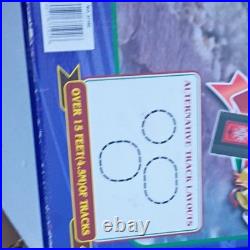 ALTERNATIVE TRACK LAYOUTS
OVER 15 FEET(4.5M)OF TRACKS